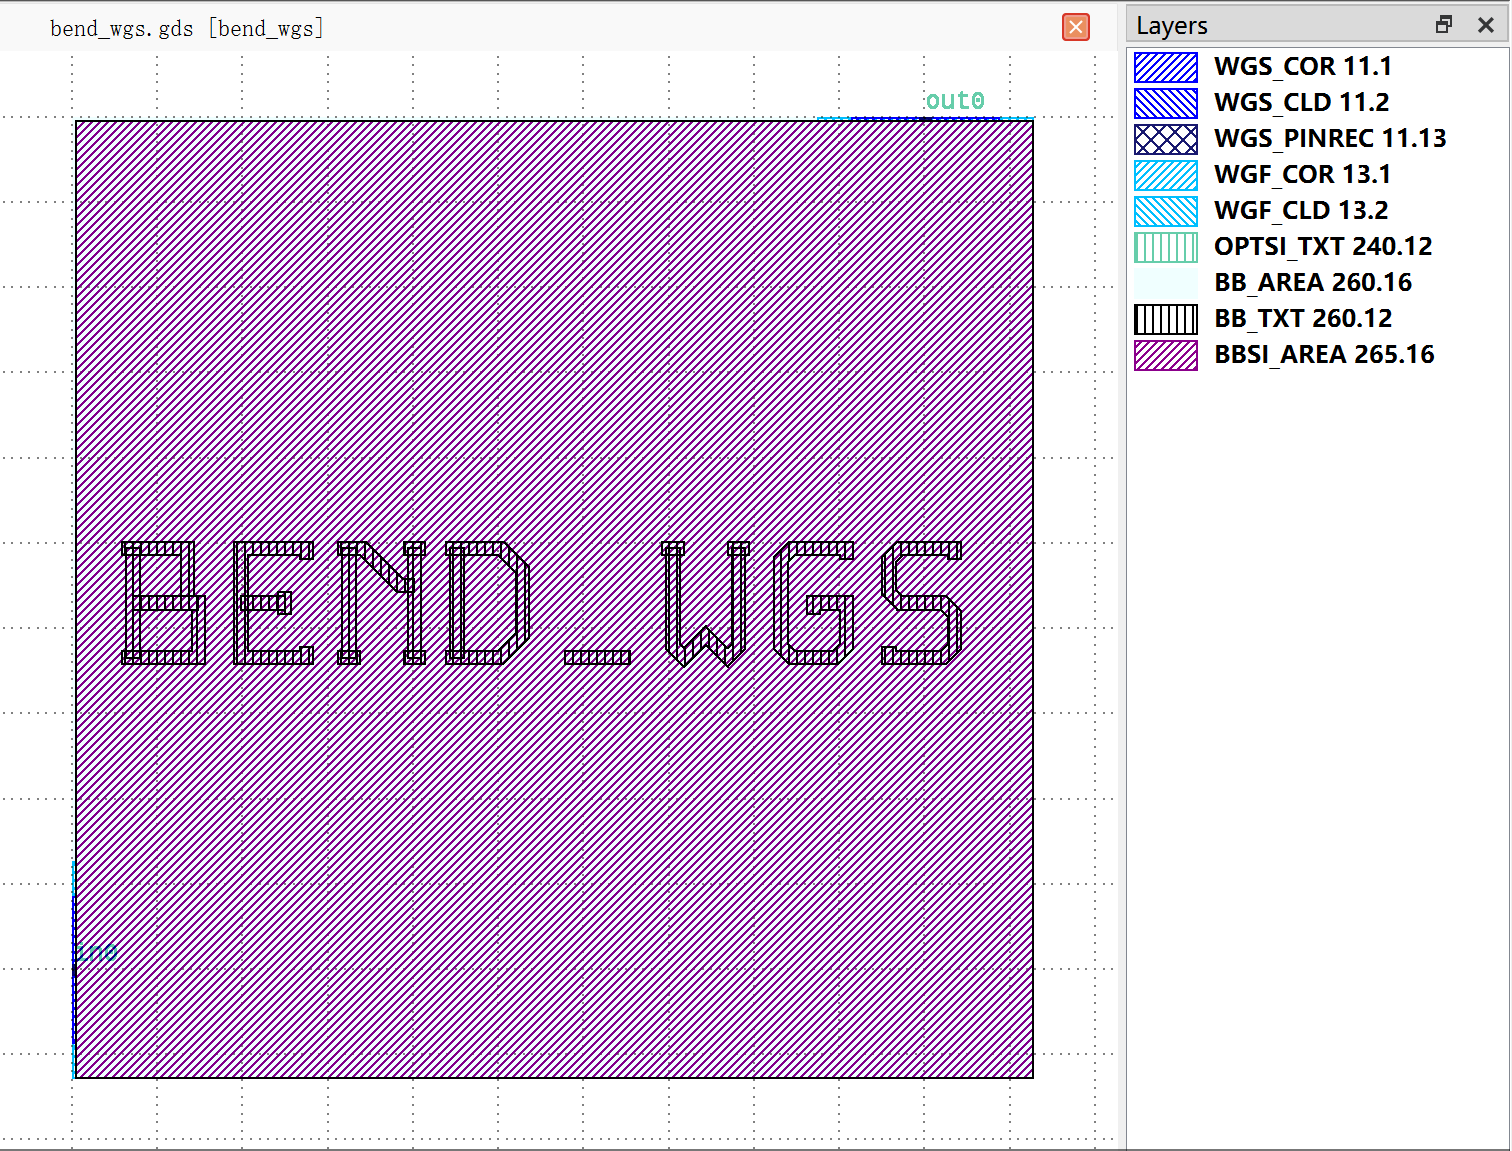 bend_wgs.gds [bend_wgs]
out0
BEND_WGS
in0
Layers
WGS_COR 11.1
WGS_CLD 11.2
WGS_PINREC 11.13
WGF_COR 13.1
WGF_CLD 13.2
OPTSI_TXT 240.12
BB_AREA 260.16
BB_TXT 260.12
BBSI_AREA 265.16